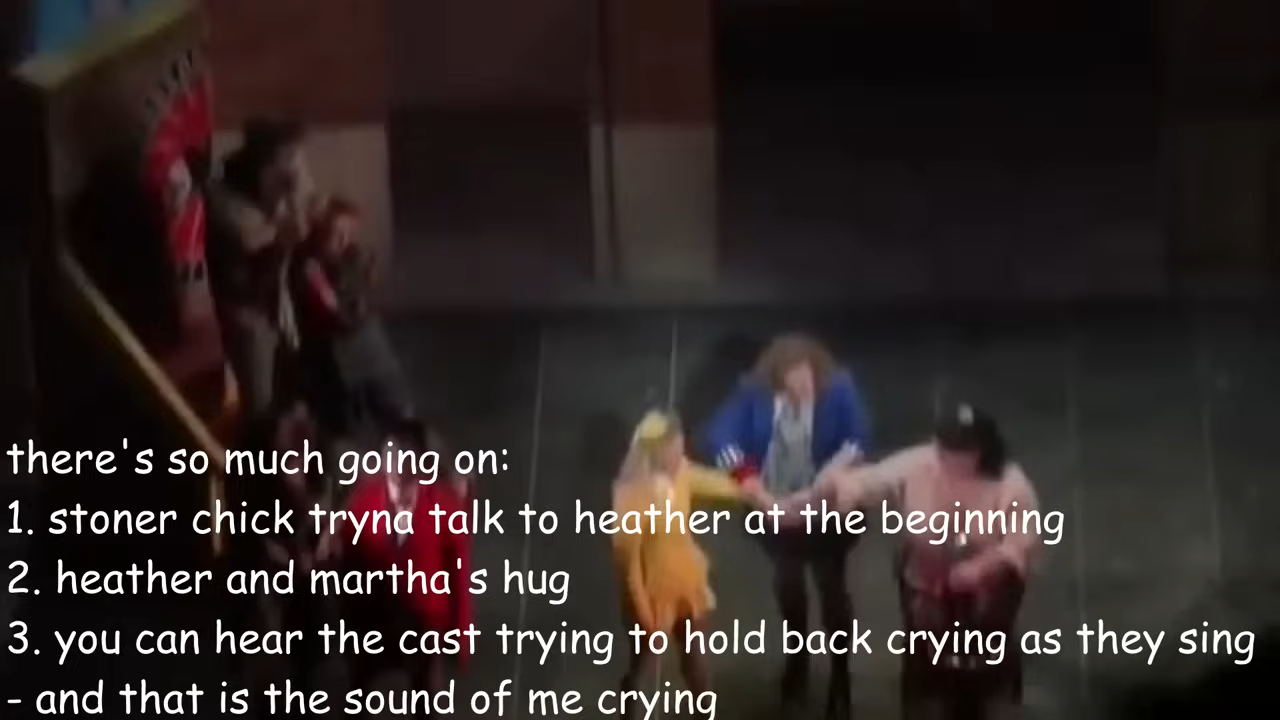 there's so much going on:
1. stoner chick tryna talk to heather at the beginning
2. heather and martha's hug
3. you can hear the cast trying to hold back crying as they sing
- and that is the sound of me crying